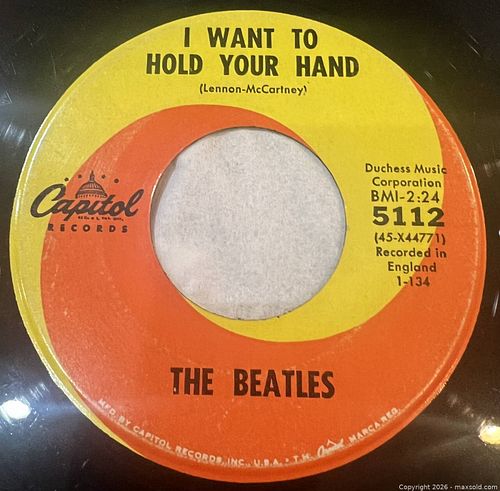 I WANT TO
HOLD YOUR HAND
(Lennon-McCartney)
Capitol
RECORDS
Duchess Music
Corporation
BMI-2:24
5112
(45-X44771)
Recorded in
England
1-134
THE BEATLES
MFD. BY CAPITOL RECORDS, INC., U.S.A. • T.M. Capitol MARCA REG.
Copyright 2026 - maxsold.com